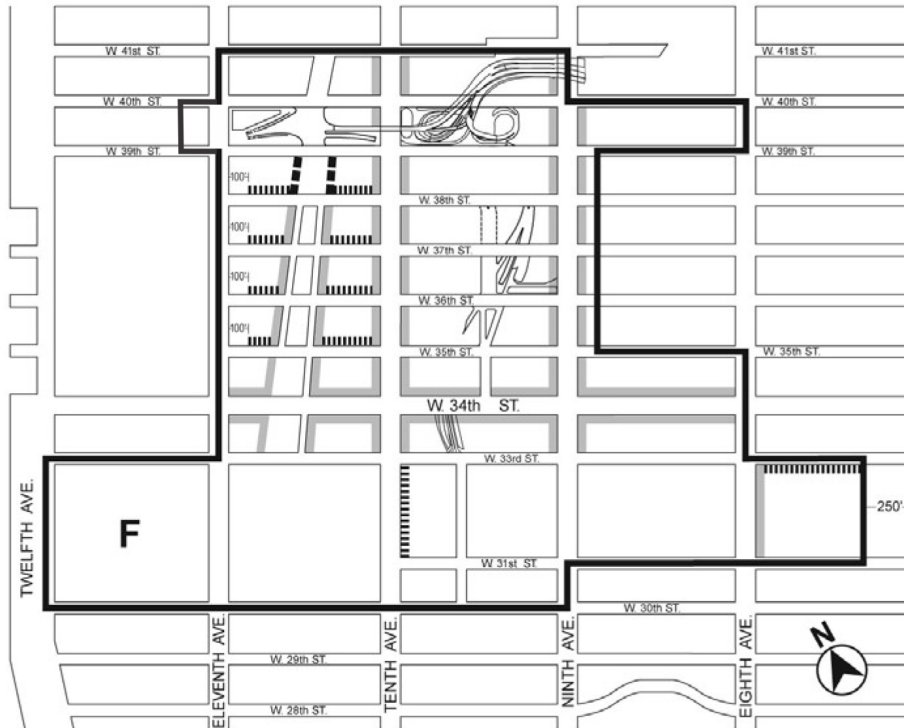 W. 41st ST.
W. 41st ST.
W. 40th ST.
W. 40th ST.
W. 39th ST.
W. 39th ST.
100'
W. 38th ST.
100'
W. 37th ST.
100'
W. 36th ST.
100'
W. 35th ST.
W. 35th ST.
W. 34th ST.
W. 33rd ST.
TWELFTH AVE.
F
250'
W. 31st ST.
W. 30th ST.
ELEVENTH AVE.
TENTH AVE.
NINTH AVE.
EIGHTH AVE.
N
W. 29th ST.
W. 28th ST.